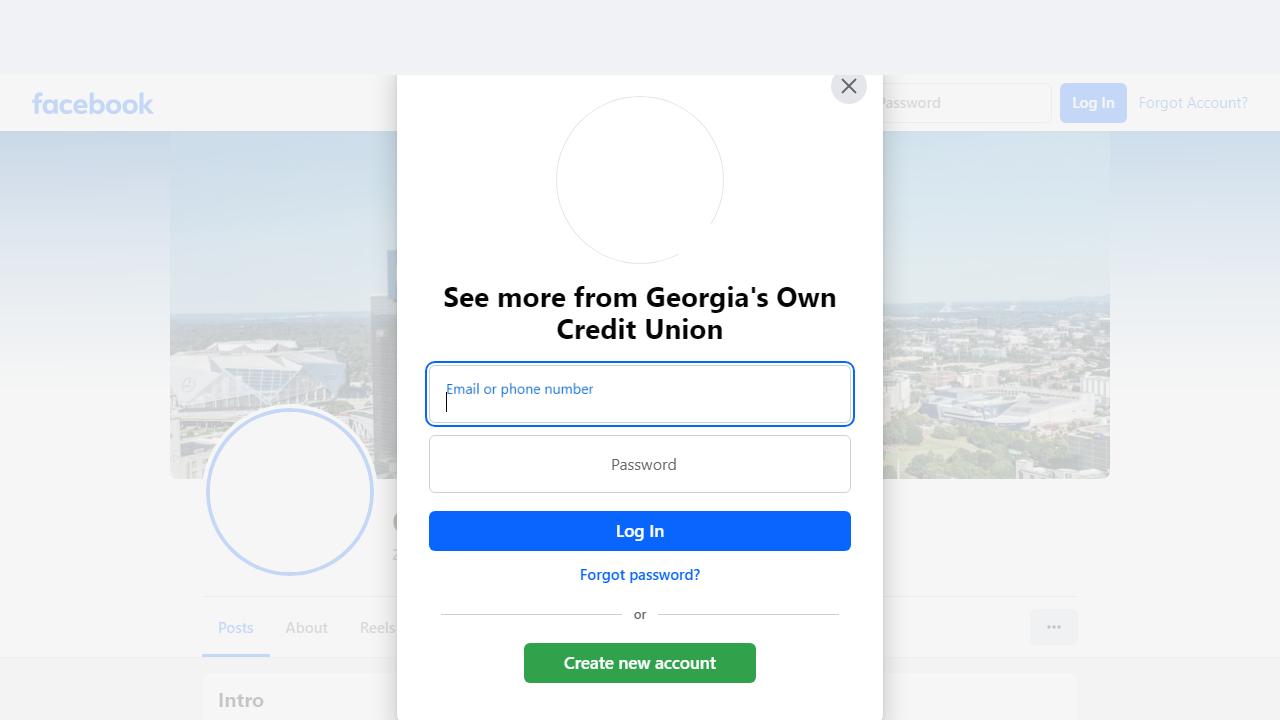 facebook
Password
Log In
Forgot Account?
See more from Georgia's Own
Credit Union
Email or phone number
Password
Log In
Forgot password?
or
Create new account
Posts
About
Reels
Intro